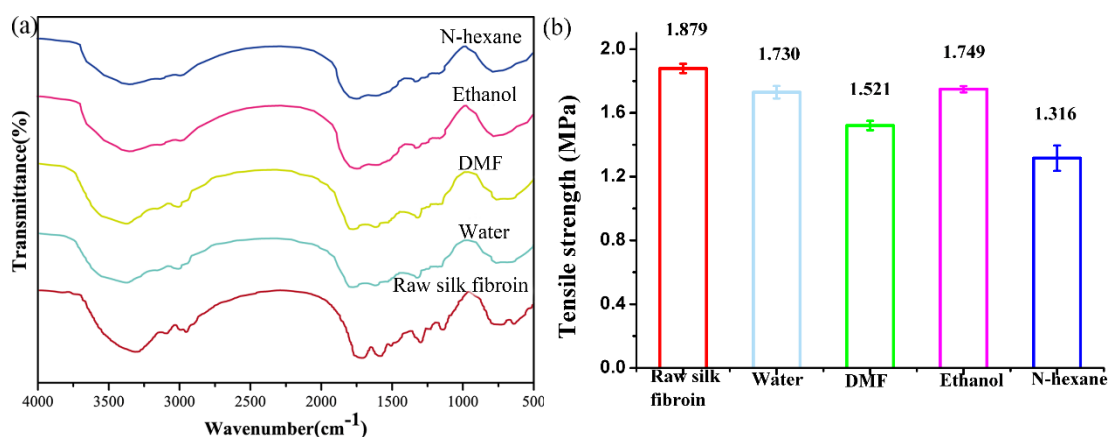 (a)
N-hexane
Ethanol
DMF
Water
Raw silk fibroin
Transmittance(%)
4000 3500 3000 2500 2000 1500 1000 500
Wavenumber(cm-1)
(b)
1.879
1.730
1.521
1.749
1.316
Tensile strength (MPa)
2.0
1.6
1.2
0.8
0.4
0.0
Raw silk
fibroin
Water
DMF
Ethanol
N-hexane